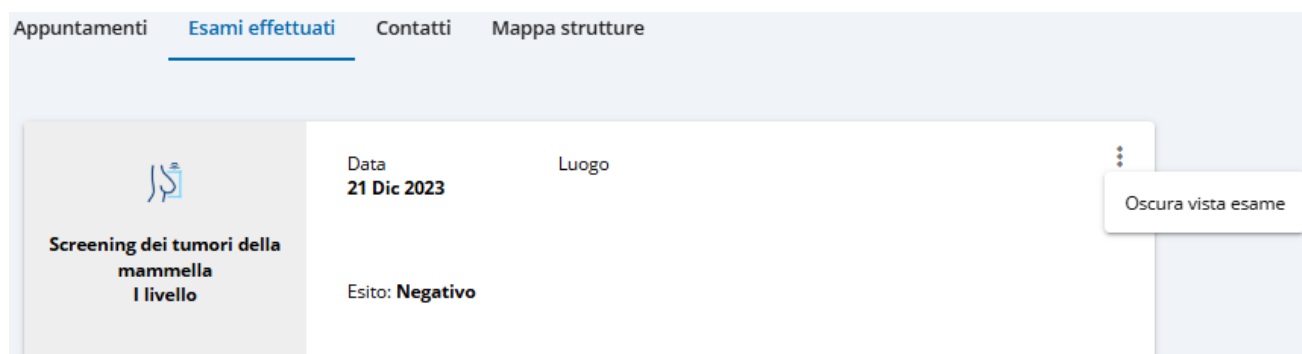 Appuntamenti Esami effettuati Contatti Mappa strutture
Screening dei tumori della
mammella
I livello
Data Luogo
21 Dic 2023
Esito: Negativo
Oscura vista esame